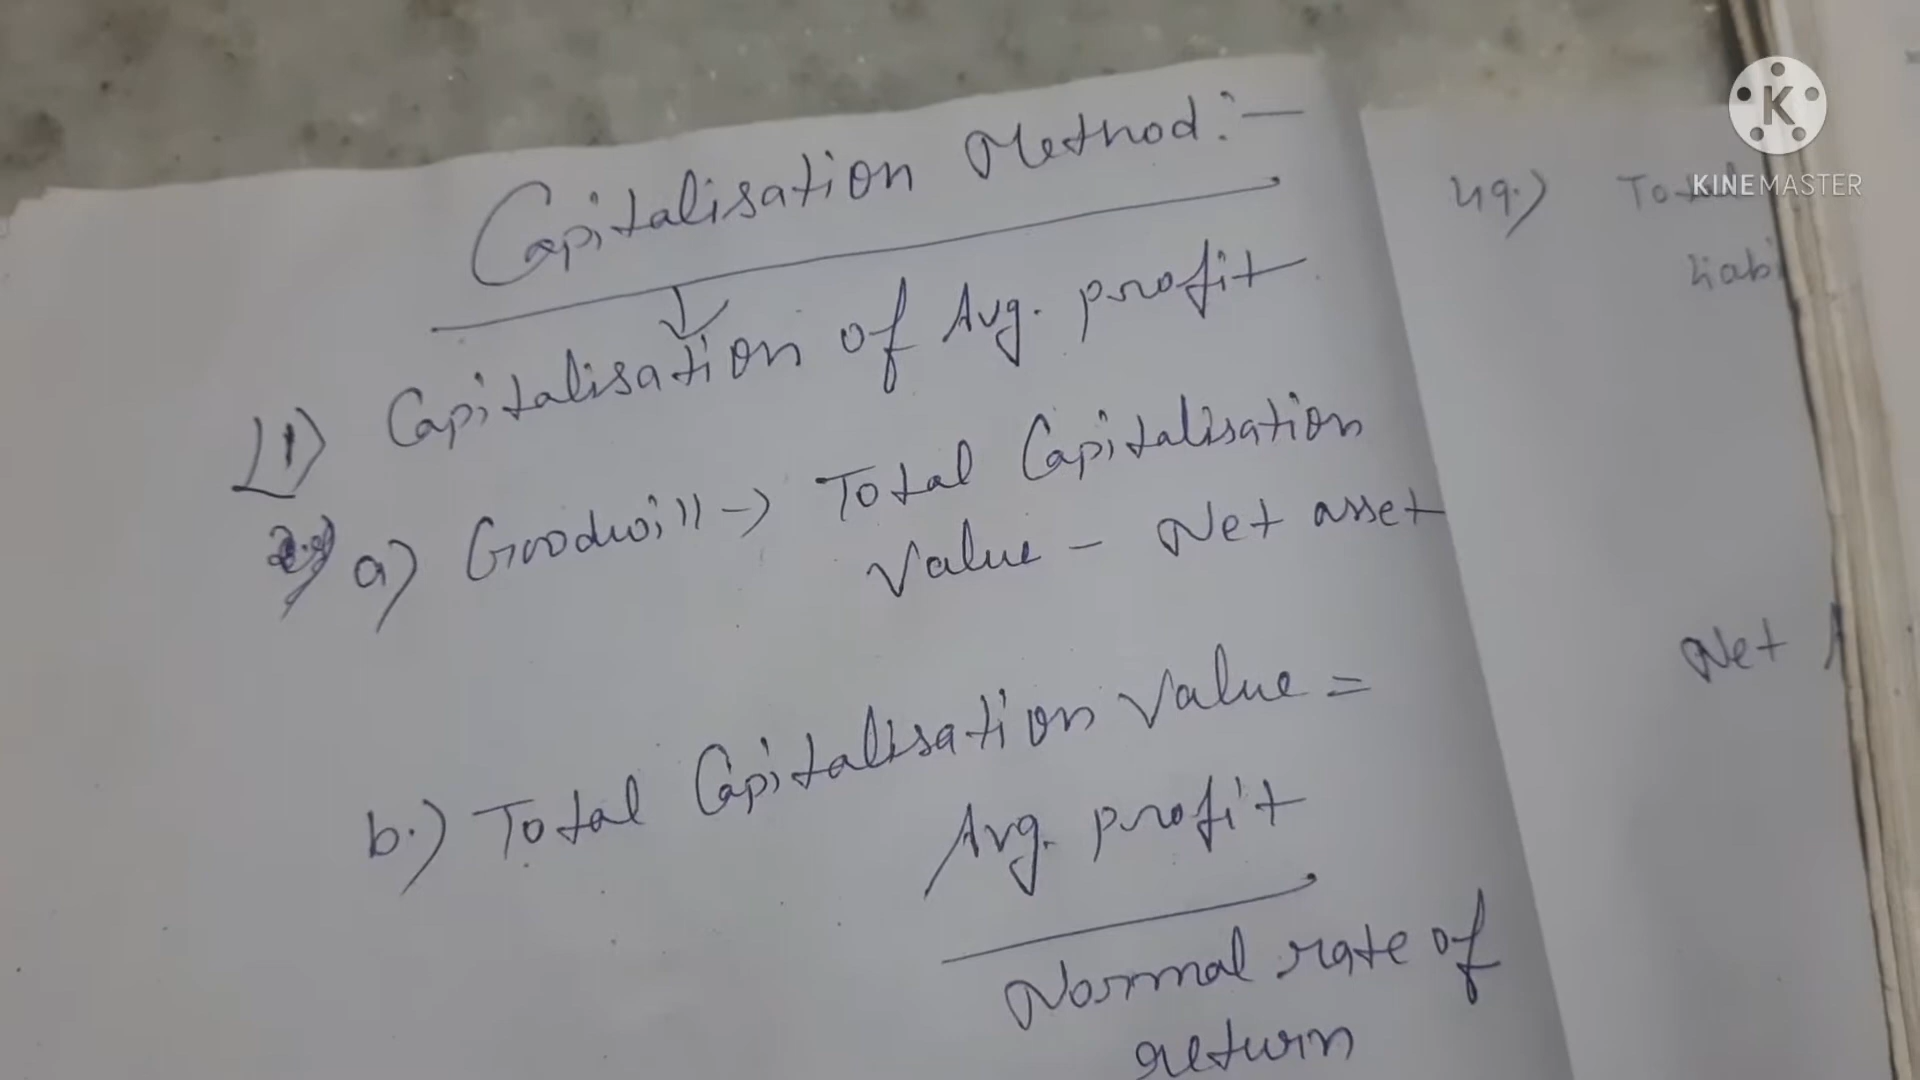 Capitalisation Method:-
(1) Capitalisation of Avg. profit
a) Goodwill -> Total Capitalisation
Value - Net asset
b.) Total Capitalisation Value =
Avg. profit
Normal rate of
return
49.)
Net
KINEMASTER